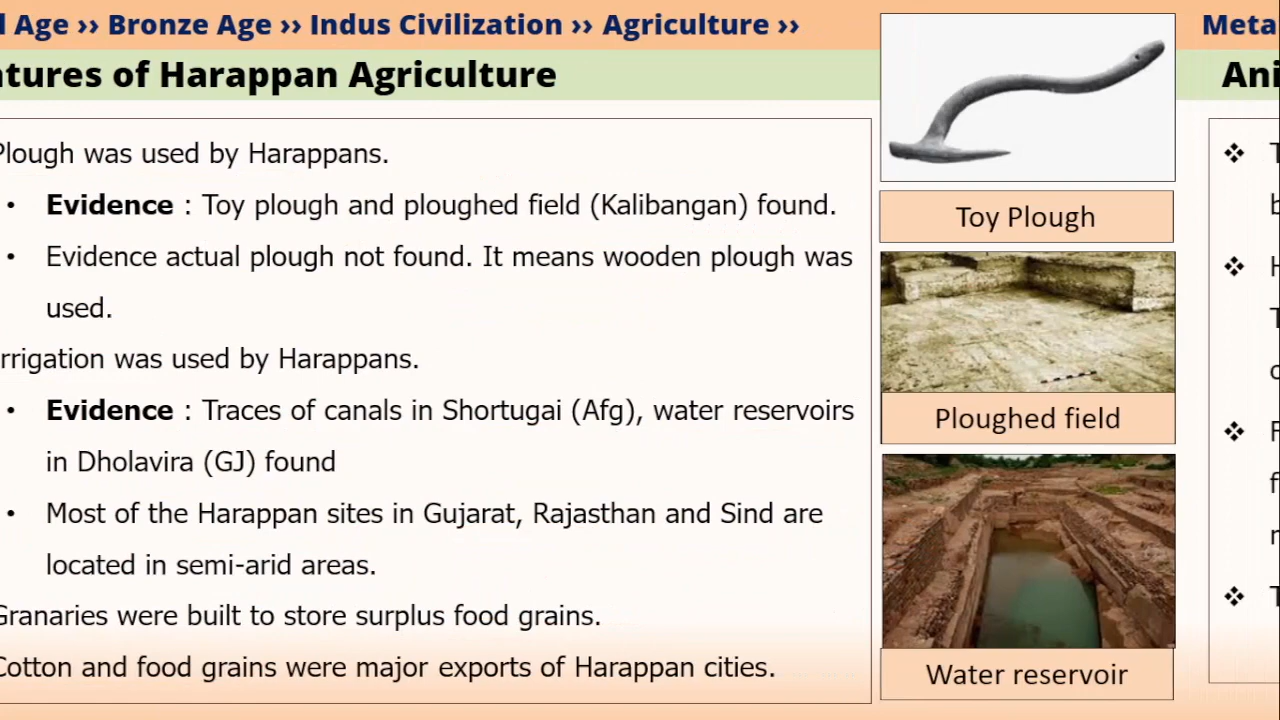 l Age ›› Bronze Age ›› Indus Civilization ›› Agriculture ››
Meta
tures of Harappan Agriculture
Ani
Plough was used by Harappans.
• Evidence : Toy plough and ploughed field (Kalibangan) found.
• Evidence actual plough not found. It means wooden plough was
used.
rrigation was used by Harappans.
• Evidence : Traces of canals in Shortugai (Afg), water reservoirs
in Dholavira (GJ) found
• Most of the Harappan sites in Gujarat, Rajasthan and Sind are
located in semi-arid areas.
Granaries were built to store surplus food grains.
Cotton and food grains were major exports of Harappan cities.
Toy Plough
Ploughed field
Water reservoir